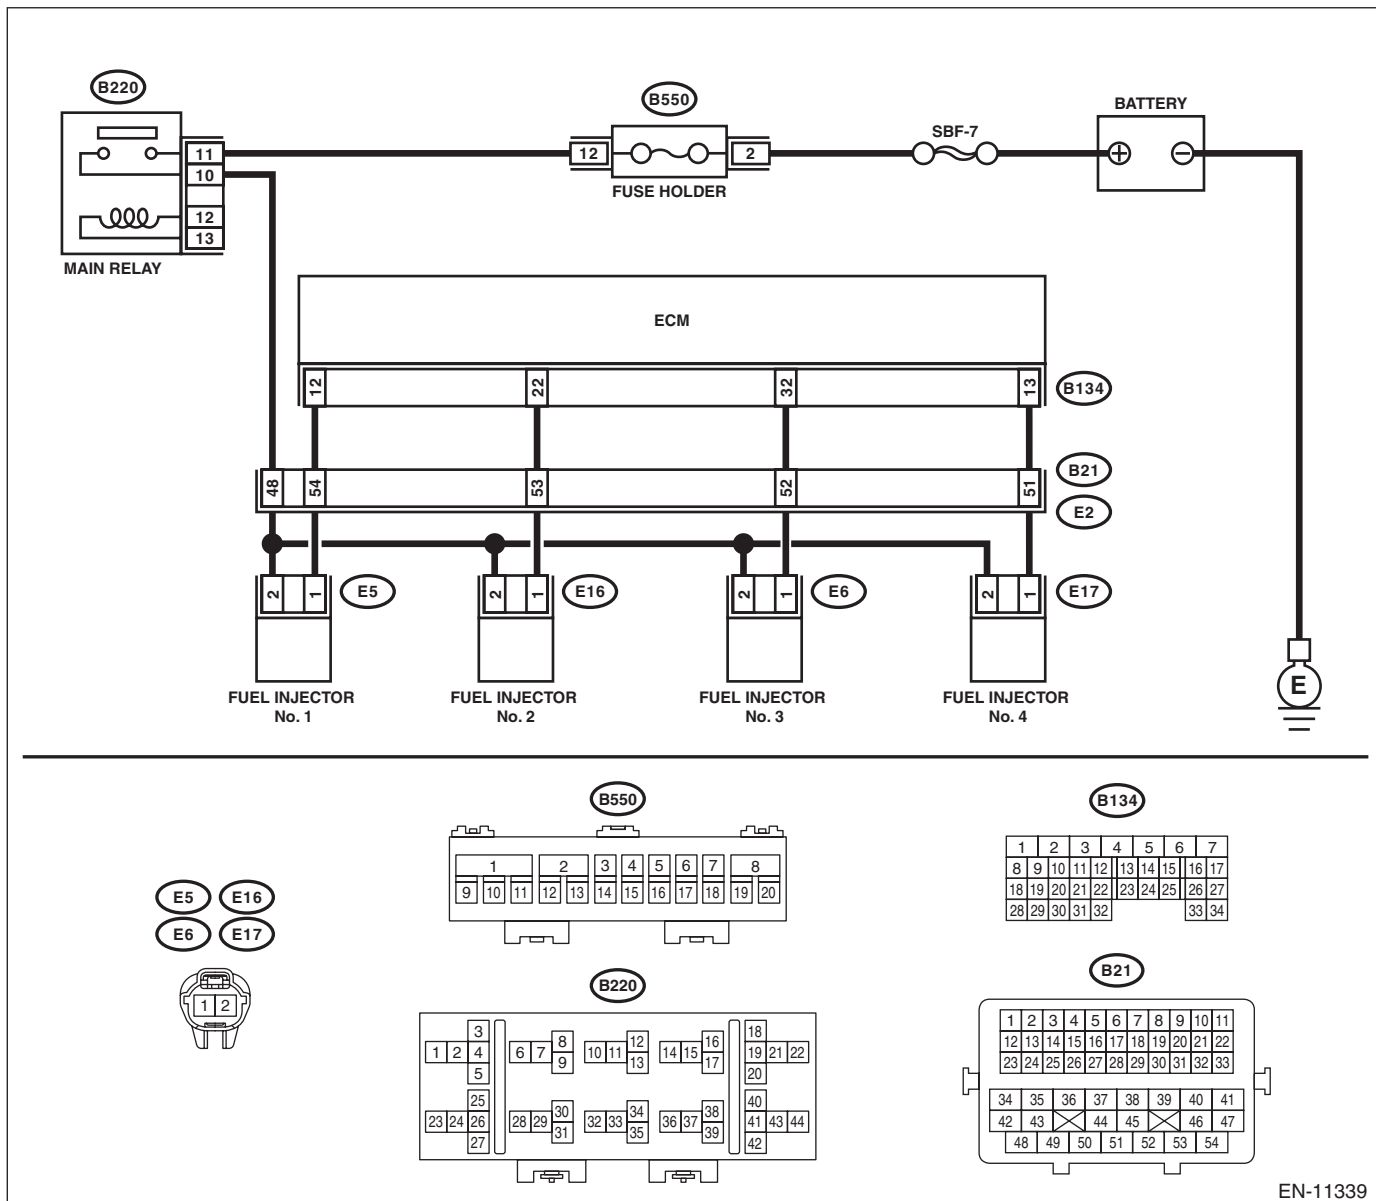 B220
B550
BATTERY
SBF-7
11
12
2
10
12
13
FUSE HOLDER
MAIN RELAY
ECM
12 22 32 13
B134
48 54 53 52 51
B21
E2
2 1 E5
2 1 E16
2 1 E6
2 1 E17
E
FUEL INJECTOR
No. 1
FUEL INJECTOR
No. 2
FUEL INJECTOR
No. 3
FUEL INJECTOR
No. 4
B550
1 2 3 4 5 6 7 8
9 10 11 12 13 14 15 16 17 18 19 20
B134
1 2 3 4 5 6 7
8 9 10 11 12 13 14 15 16 17
18 19 20 21 22 23 24 25 26 27
28 29 30 31 32 33 34
E5 E16
E6 E17
1 2
B220
3 8 12 16 18
1 2 4 6 7 9 10 11 13 14 15 17 19 21 22
5 20
25 30 34 38 40
23 24 26 28 29 31 32 33 35 36 37 39 41 43 44
27 42
B21
1 2 3 4 5 6 7 8 9 10 11
12 13 14 15 16 17 18 19 20 21 22
23 24 25 26 27 28 29 30 31 32 33
34 35 36 37 38 39 40 41
42 43 44 45 46 47
48 49 50 51 52 53 54
EN-11339